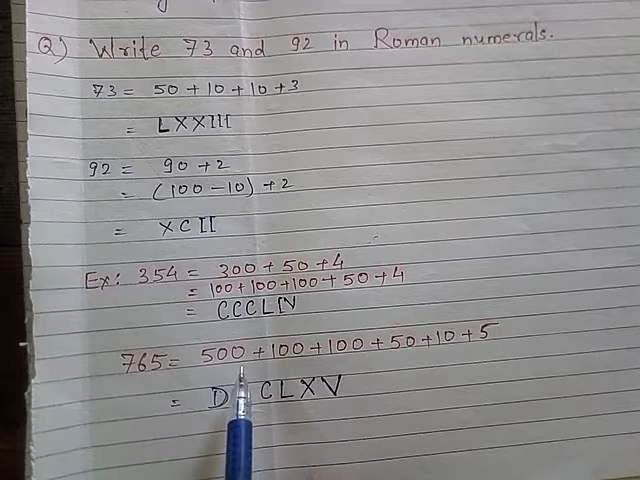 Q) Write 73 and 92 in Roman numerals.
73 = 50 + 10 + 10 + 3
= LXXIII
92 = 90 + 2
= (100 - 10) + 2
= XCII
Ex: 354 = 300 + 50 + 4
= 100 + 100 + 100 + 50 + 4
= CCCLIV
765 = 500 + 100 + 100 + 50 + 10 + 5
= D CLXV